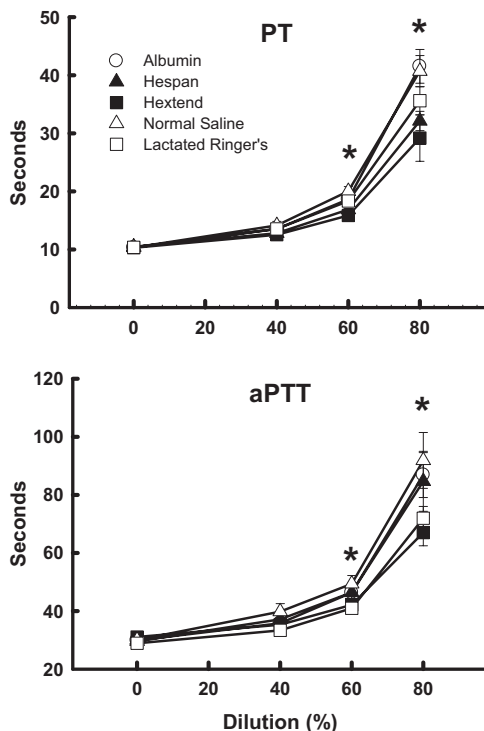 PT
*
*
50
40
30
20
10
0
Seconds
Albumin
Hespan
Hextend
Normal Saline
Lactated Ringer's
0 20 40 60 80
aPTT
*
*
120
100
80
60
40
20
Seconds
0 20 40 60 80
Dilution (%)